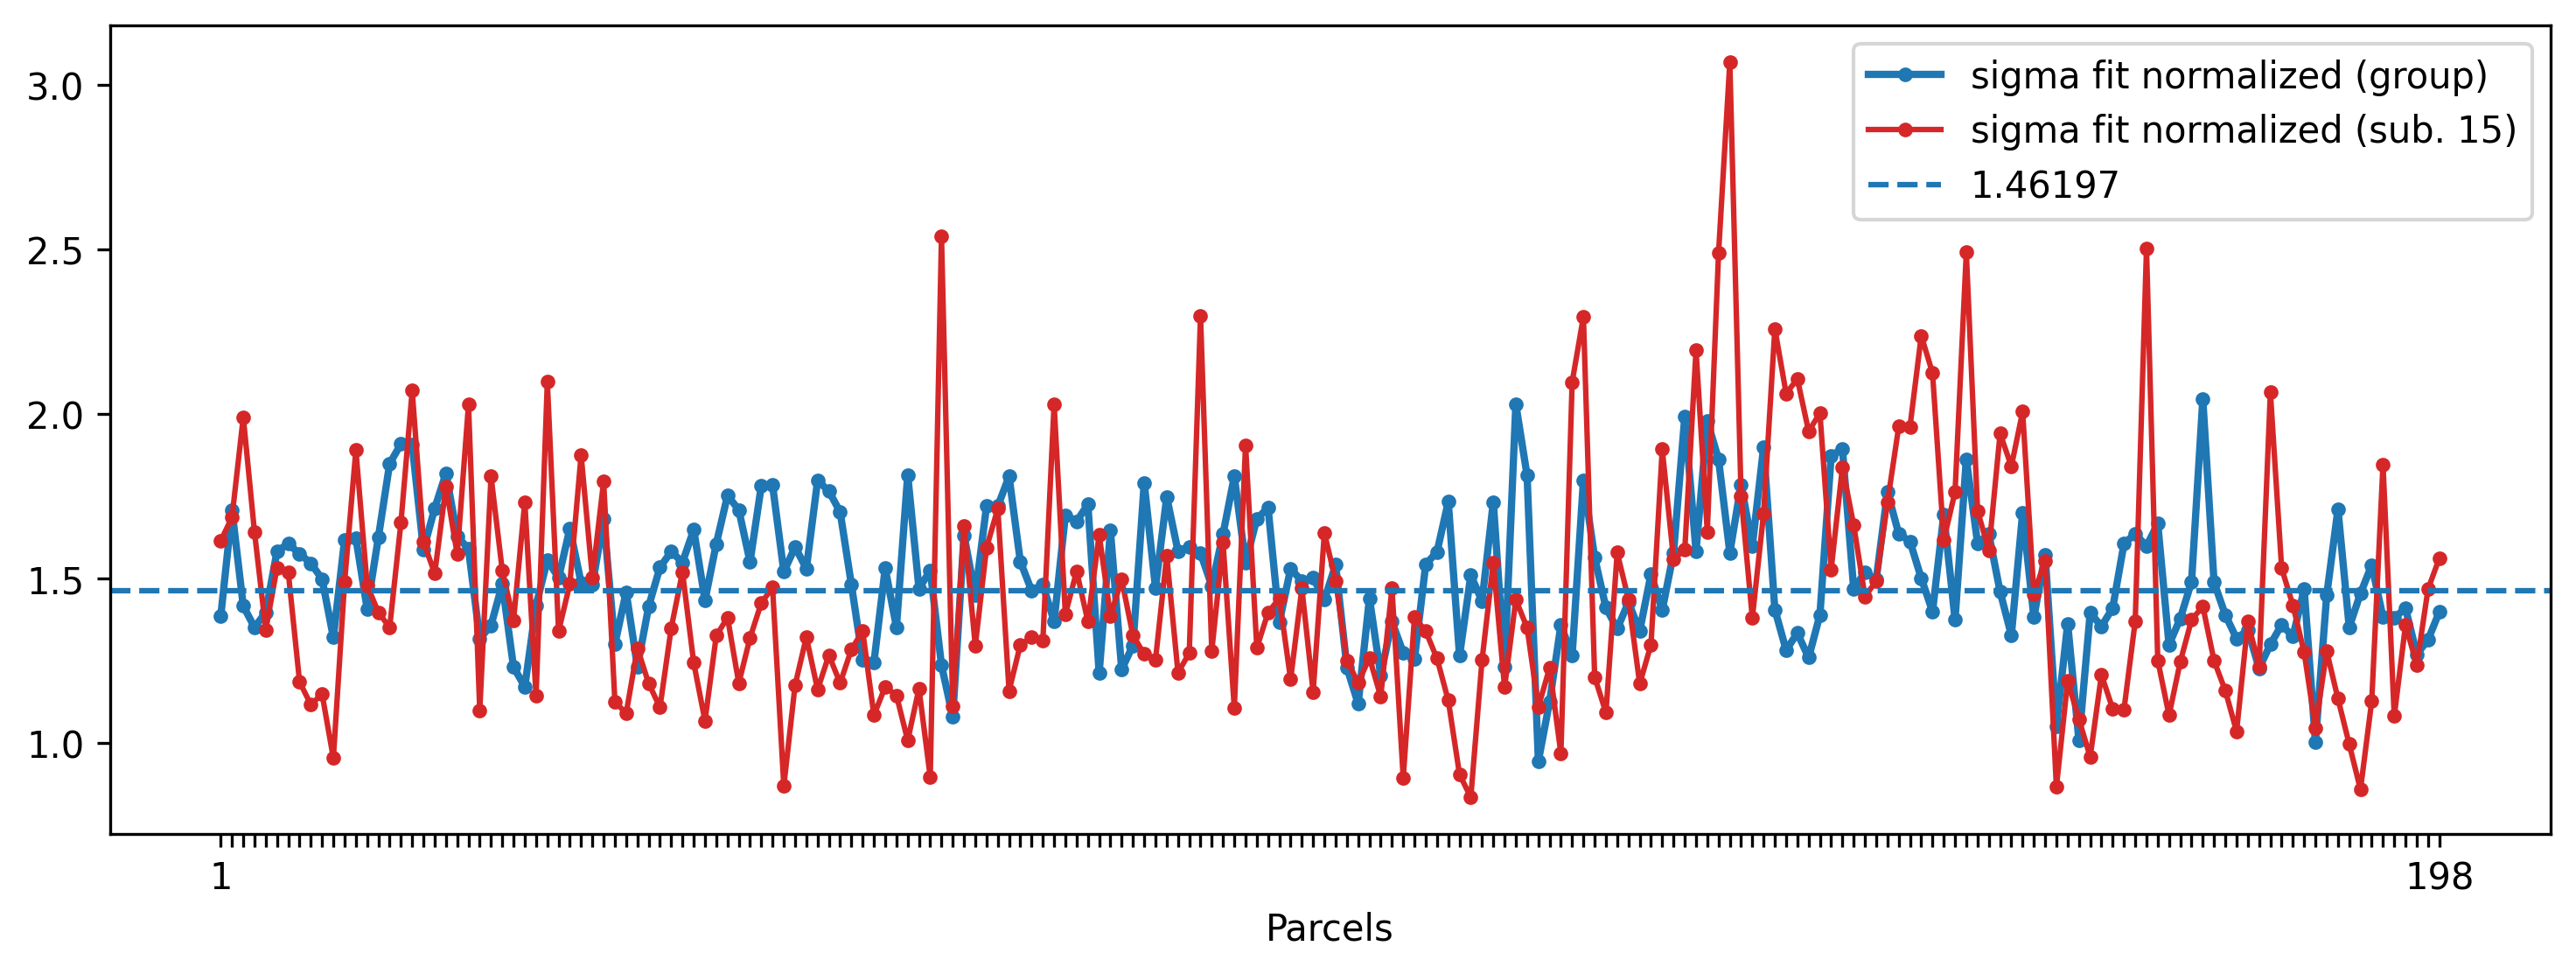 3.0
2.5
2.0
1.5
1.0
sigma fit normalized (group)
sigma fit normalized (sub. 15)
1.46197
1
198
Parcels